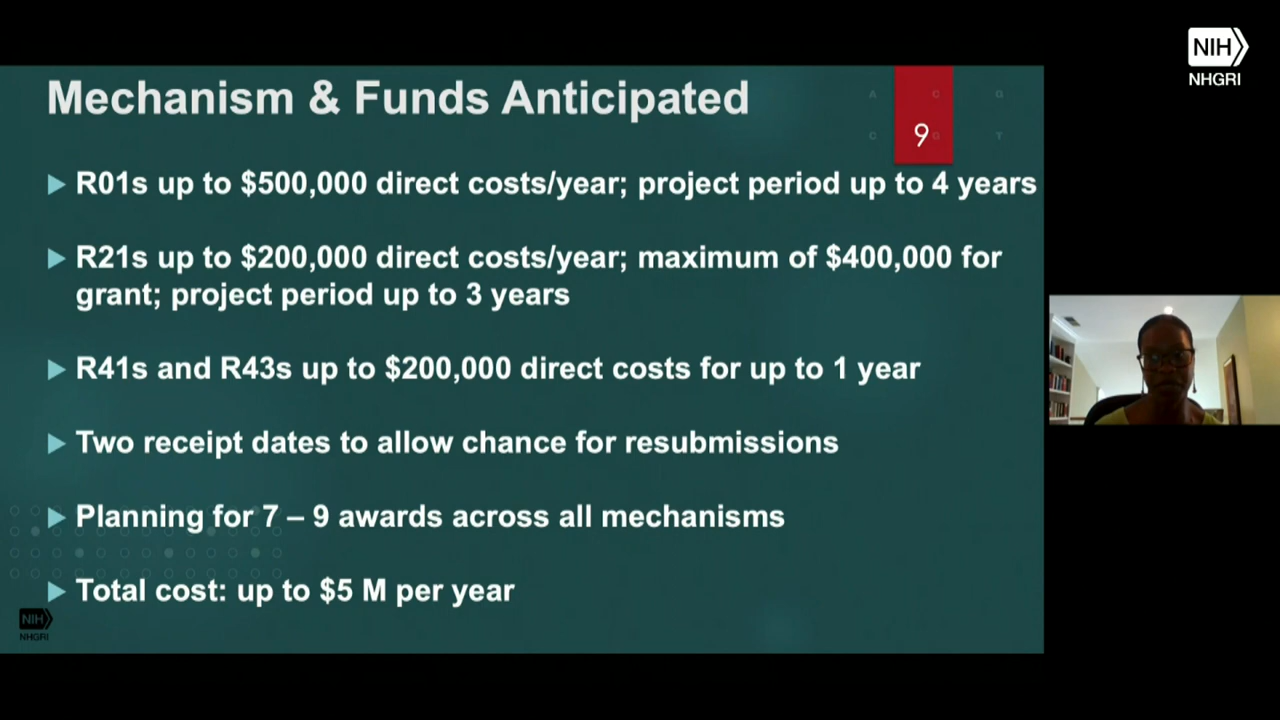 NIH
NHGRI
Mechanism & Funds Anticipated
A C G
C G T
9
R01s up to $500,000 direct costs/year; project period up to 4 years
R21s up to $200,000 direct costs/year; maximum of $400,000 for
grant; project period up to 3 years
R41s and R43s up to $200,000 direct costs for up to 1 year
Two receipt dates to allow chance for resubmissions
Planning for 7 – 9 awards across all mechanisms
Total cost: up to $5 M per year
NIH
NHGRI